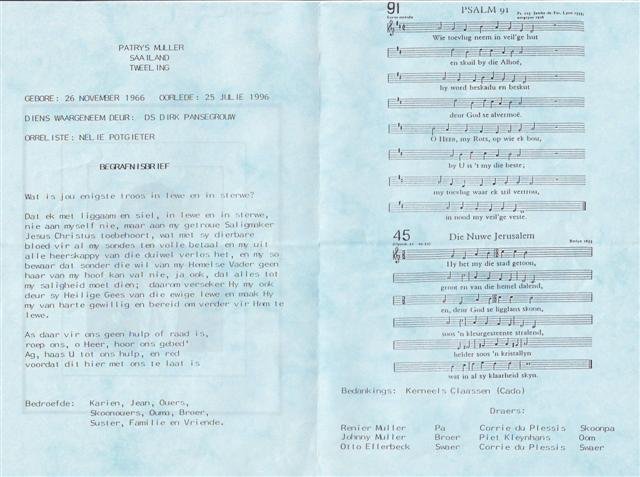 PATRYS MULLER
SAAILAND
TWEELING
GEBORE: 26 NOVEMBER 1966 OORLEDE: 25 JULIE 1996
DIENS WAARGENEEM DEUR: DS DIRK PANSEGROUW
ORRELISTE: NELIE POTGIETER
BEGRAFNISBRIEF
Wat is jou enigste troos in lewe en in sterwe?
Dat ek met liggaam en siel, in lewe en in sterwe,
nie aan myself nie, maar aan my getroue Saligmaker
Jesus Christus toebehoort, wat met sy dierbare
bloed vir al my sondes ten volle betaal en my uit
alle heerskappy van die duiwel verlos het, en my so
bewaar dat sonder die wil van my Hemelse Vader geen
haar van my hoof kan val nie, ja ook, dat alles tot
my saligheid moet dien; daarom verseker Hy my ook
deur sy Heilige Gees van die ewige lewe en maak Hy
my van harte gewillig en bereid om verder vir Hom te
lewe.
As daar vir ons geen hulp of raad is,
roep ons, o Heer, hoor ons gebed'
Ag, haas U tot ons hulp, en red
voordat dit hier met ons te laat is
Bedroefde: Karien, Jean, Ouers,
Skoonouers, Ouma, Broer,
Suster, Familie en Vriende.
91 PSALM 91
Wie toevlug neem in veil'ge hut
en skuil by die Alhoë,
hy word beskadu en beskut
deur God se alvermoë.
O HEER, my Rots, op wie ek bou,
by U is 't my die beste;
my toevlug waar ek stil vertrou,
in nood my veil'ge veste.
45 Die Nuwe Jerusalem
Hy het my die stad getoon,
groot en van die hemel dalend,
en, deur God se ligglans skoon,
soos 'n kleurgesteente stralend,
helder soos 'n kristallyn
wat in al sy klaarheid skyn.
Bedankings: Kerneels Claassen (Cado)
Draers:
Renier Muller Pa Corrie du Plessis Skoonpa
Johnny Muller Broer Piet Kleynhans Oom
Otto Ellerbeck Swaer Corrie du Plessis Swaer